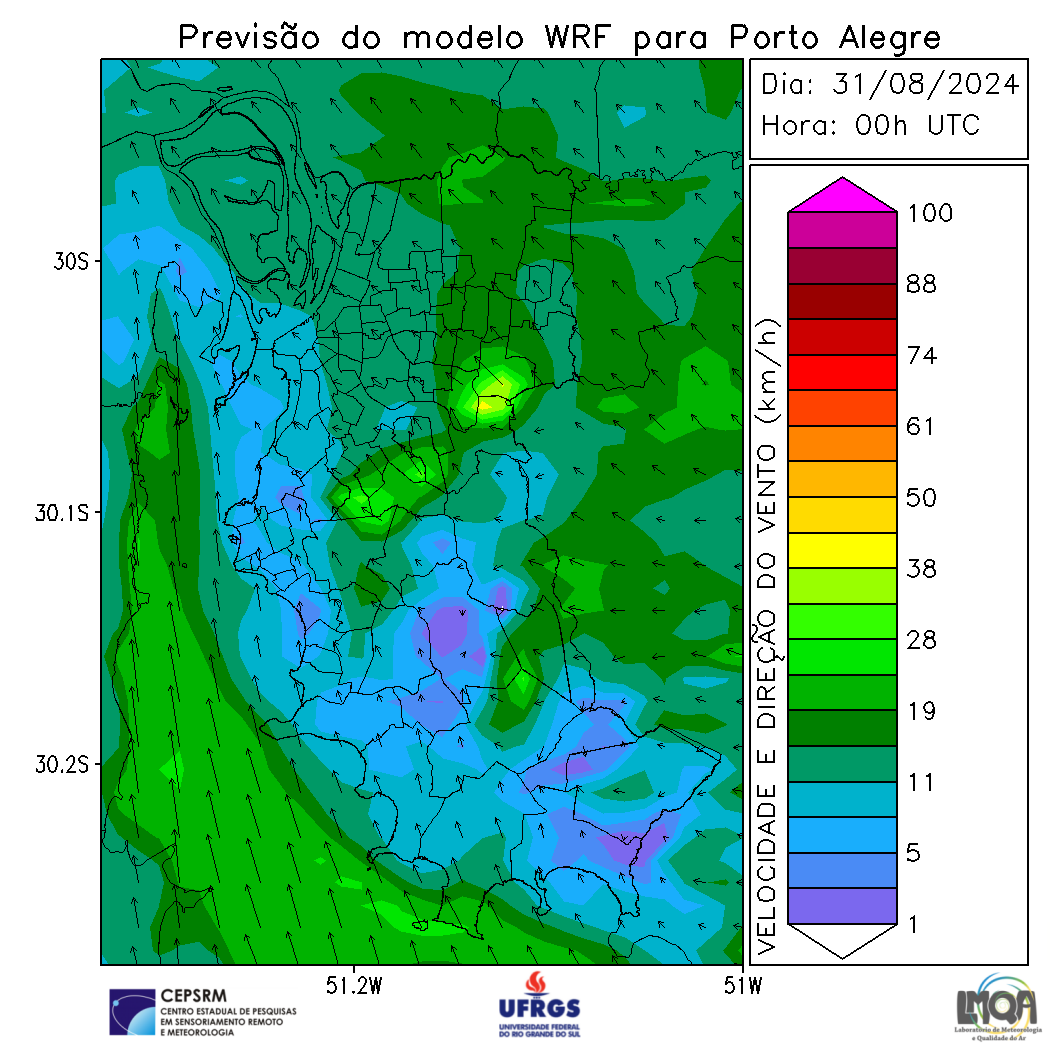 Previsão do modelo WRF para Porto Alegre
Dia: 31/08/2024
Hora: 00h UTC
30S
30.1S
30.2S
51.2W
51W
VELOCIDADE E DIREÇÃO DO VENTO (km/h)
100
88
74
61
50
38
28
19
11
5
1
CEPSRM
CENTRO ESTADUAL DE PESQUISAS
EM SENSORIAMENTO REMOTO
E METEOROLOGIA
UFRGS
UNIVERSIDADE FEDERAL
DO RIO GRANDE DO SUL
LMQA
Laboratório de Meteorologia
e Qualidade do Ar